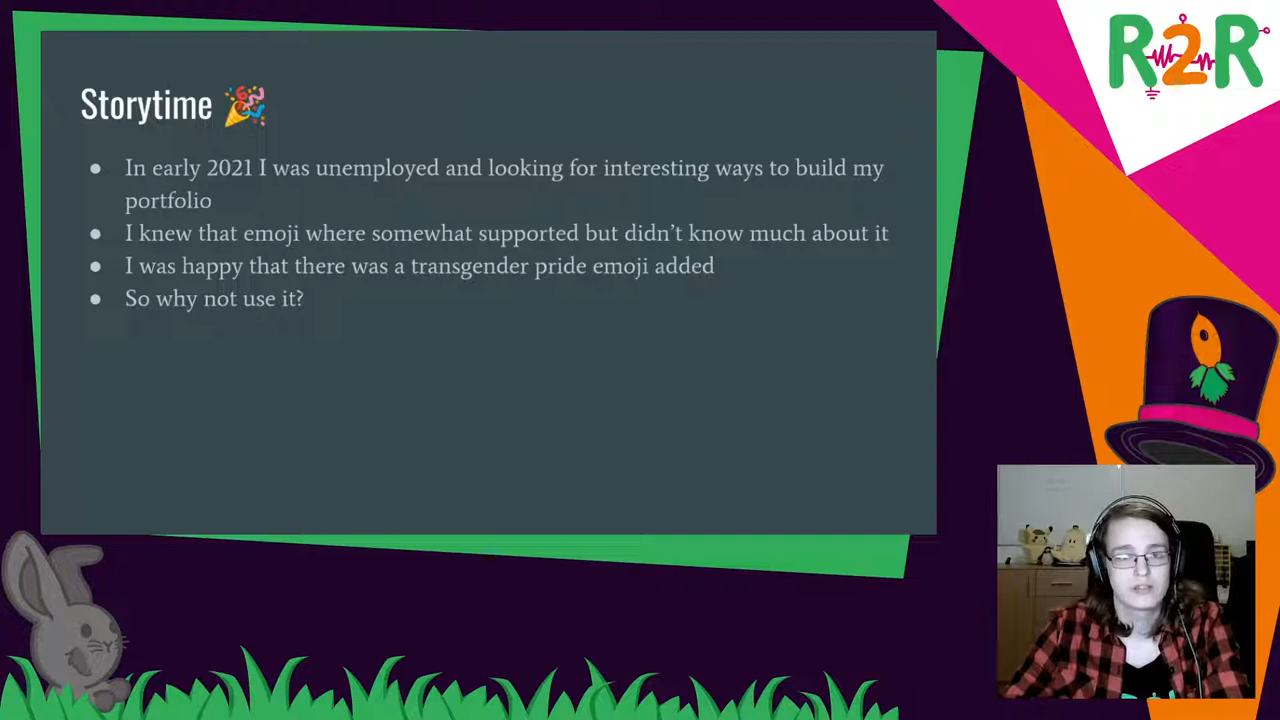 R2R
Storytime 🎉
● In early 2021 I was unemployed and looking for interesting ways to build my
portfolio
● I knew that emoji where somewhat supported but didn't know much about it
● I was happy that there was a transgender pride emoji added
● So why not use it?